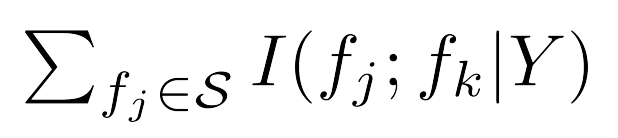 $\sum_{f_j \in \mathcal{S}} I(f_j; f_k | Y)$